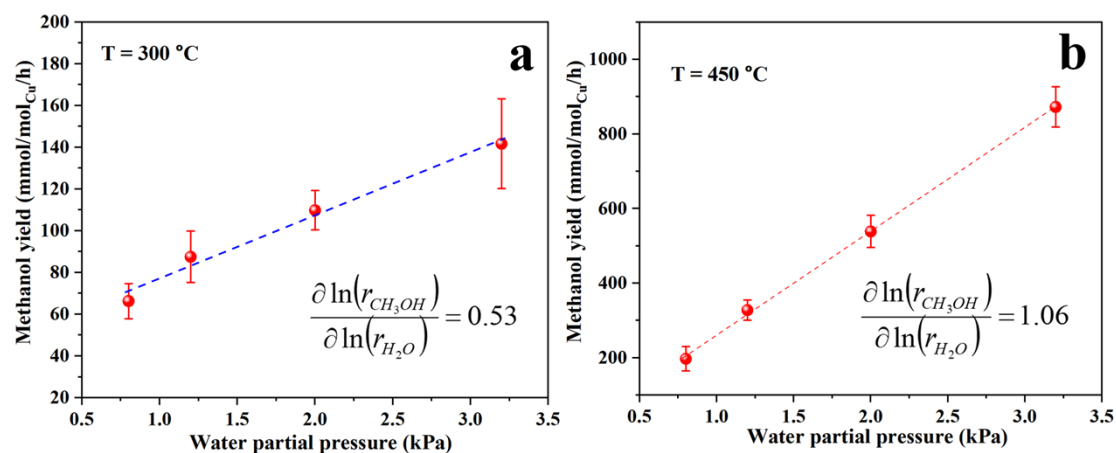 T = 300 °C
a
Methanol yield (mmol/mol_Cu/h)
200
180
160
140
120
100
80
60
40
20
∂ ln(r_CH3OH) / ∂ ln(r_H2O) = 0.53
0.5 1.0 1.5 2.0 2.5 3.0 3.5
Water partial pressure (kPa)
T = 450 °C
b
Methanol yield (mmol/mol_Cu/h)
1000
800
600
400
200
∂ ln(r_CH3OH) / ∂ ln(r_H2O) = 1.06
0.5 1.0 1.5 2.0 2.5 3.0 3.5
Water partial pressure (kPa)